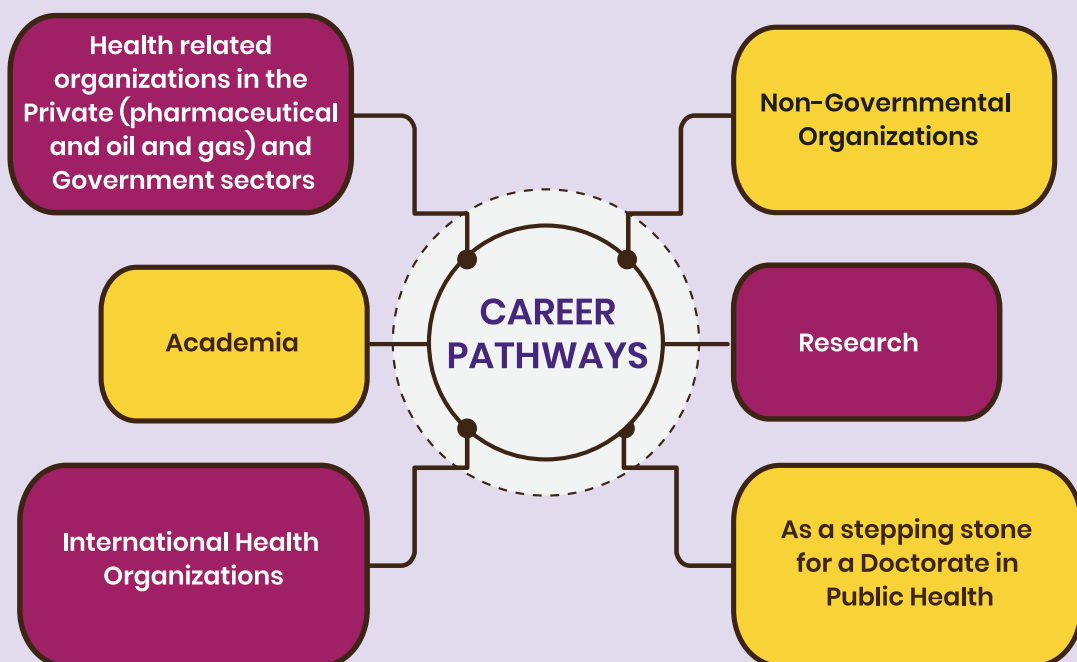 Health related
organizations in the
Private (pharmaceutical
and oil and gas) and
Government sectors
Non-Governmental
Organizations
CAREER
PATHWAYS
Academia
Research
International Health
Organizations
As a stepping stone
for a Doctorate in
Public Health